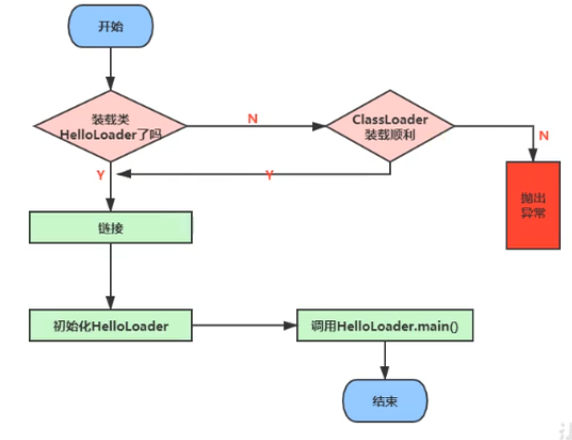 开始
装载类
HelloLoader了吗
N
ClassLoader
装载顺利
N
Y
Y
抛出
异常
链接
初始化HelloLoader
调用HelloLoader.main()
结束